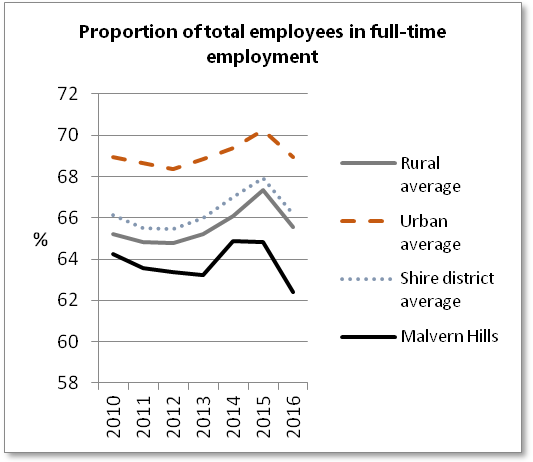 Proportion of total employees in full-time
employment
72
70
68
66
64
62
60
58
%
2010
2011
2012
2013
2014
2015
2016
Rural
average
Urban
average
Shire district
average
Malvern Hills